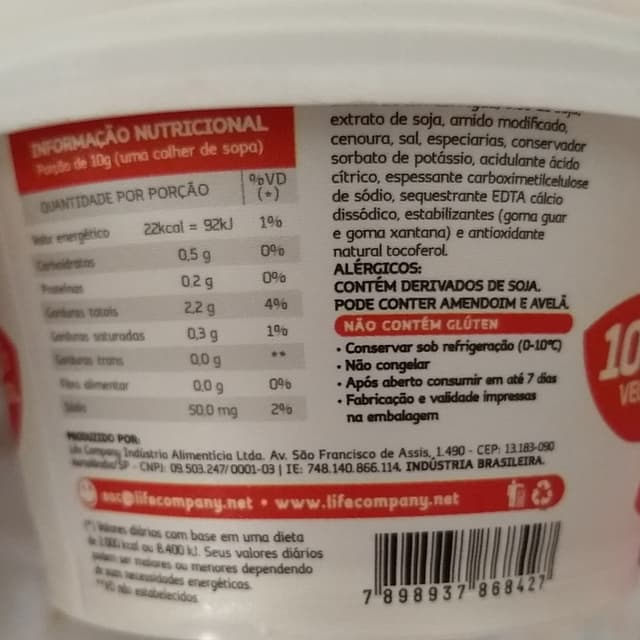 INFORMAÇÃO NUTRICIONAL
Porção de 10g (uma colher de sopa)
QUANTIDADE POR PORÇÃO %VD (*)
Valor energético 22kcal = 92kJ 1%
Carboidratos 0,5 g 0%
Proteínas 0.2 g 0%
Gorduras totais 2,2 g 4%
Gorduras saturadas 0,3 g 1%
Gorduras trans 0,0 g **
Fibra alimentar 0,0 g 0%
Sódio 50,0 mg 2%
extrato de soja, amido modificado,
cenoura, sal, especiarias, conservador
sorbato de potássio, acidulante ácido
cítrico, espessante carboximetilcelulose
de sódio, sequestrante EDTA cálcio
dissódico, estabilizantes (goma guar
e goma xantana) e antioxidante
natural tocoferol.
ALÉRGICOS:
CONTÉM DERIVADOS DE SOJA.
PODE CONTER AMENDOIM E AVELÃ.
NÃO CONTÉM GLÚTEN
• Conservar sob refrigeração (0-10°C)
• Não congelar
• Após aberto consumir em até 7 dias
• Fabricação e validade impressas
na embalagem
PRODUZIDO POR:
Life Company Indústria Alimentícia Ltda. Av. São Francisco de Assis, 1.490 - CEP: 13.183-090
Hortolândia/SP - CNPJ: 09.503.247/0001-03 | IE: 748.140.866.114. INDÚSTRIA BRASILEIRA.
sac@lifecompany.net • www.lifecompany.net
(*) Valores diários com base em uma dieta
de 2.000 kcal ou 8.400 kJ. Seus valores diários
podem ser maiores ou menores dependendo
de suas necessidades energéticas.
**VD não estabelecidos.
7 898937 868427
10
VE